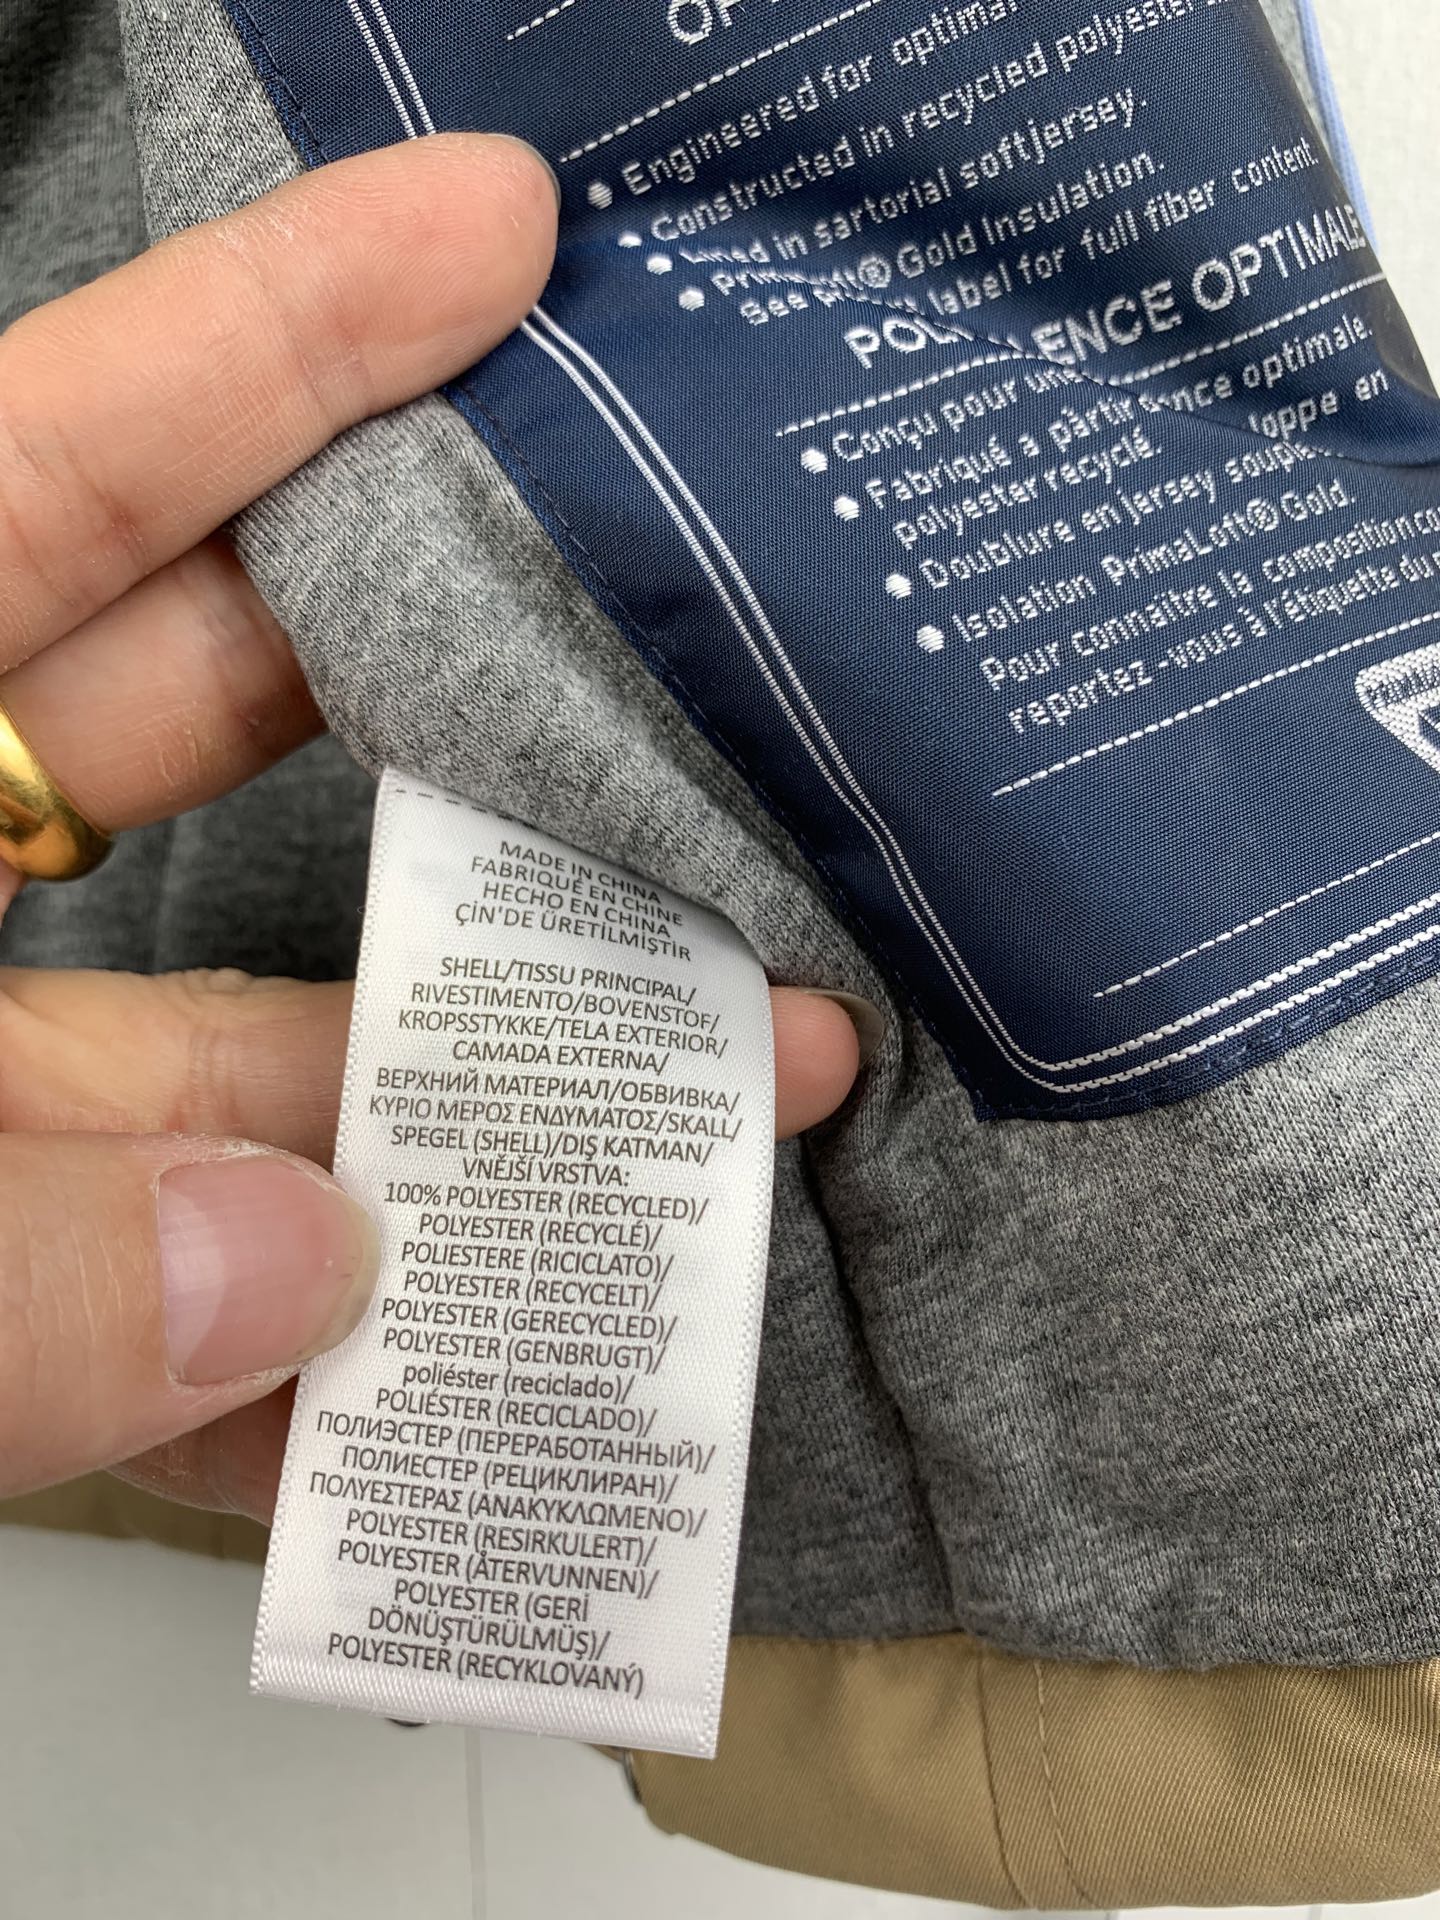 Engineered for optimal
Constructed in recycled polyester
Lined in sartorial softjersey.
Gold Insulation.
See label for full fiber content.
OPTIMALE
Conçu pour optimale.
Fabriqué a pàrtir en
polyester recyclé.
Doublure en jersey
Isolation PrimaLoft® Gold.
Pour connaître la composition
reportez-vous à l'étiquette du
MADE IN CHINA
FABRIQUÉ EN CHINE
HECHO EN CHINA
ÇİN'DE ÜRETİLMİŞTİR
SHELL/TISSU PRINCIPAL/
RIVESTIMENTO/BOVENSTOF/
KROPSSTYKKE/TELA EXTERIOR/
CAMADA EXTERNA/
ВЕРХНИЙ МАТЕРИАЛ/ОБВИВКА/
ΚΥΡΙΟ ΜΕΡΟΣ ΕΝΔΥΜΑΤΟΣ/SKALL/
SPEGEL (SHELL)/DIŞ KATMAN/
VNĚJŠÍ VRSTVA:
100% POLYESTER (RECYCLED)/
POLYESTER (RECYCLÉ)/
POLIESTERE (RICICLATO)/
POLYESTER (RECYCELT)/
POLYESTER (GERECYCLED)/
POLYESTER (GENBRUGT)/
poliéster (reciclado)/
POLIÉSTER (RECICLADO)/
ПОЛИЭСТЕР (ПЕРЕРАБОТАННЫЙ)/
ПОЛИЕСТЕР (РЕЦИКЛИРАН)/
ΠΟΛΥΕΣΤΕΡΑΣ (ΑΝΑΚΥΚΛΩΜΕΝΟ)/
POLYESTER (RESIRKULERT)/
POLYESTER (ÅTERVUNNEN)/
POLYESTER (GERİ
DÖNÜŞTÜRÜLMÜŞ)/
POLYESTER (RECYKLOVANÝ)